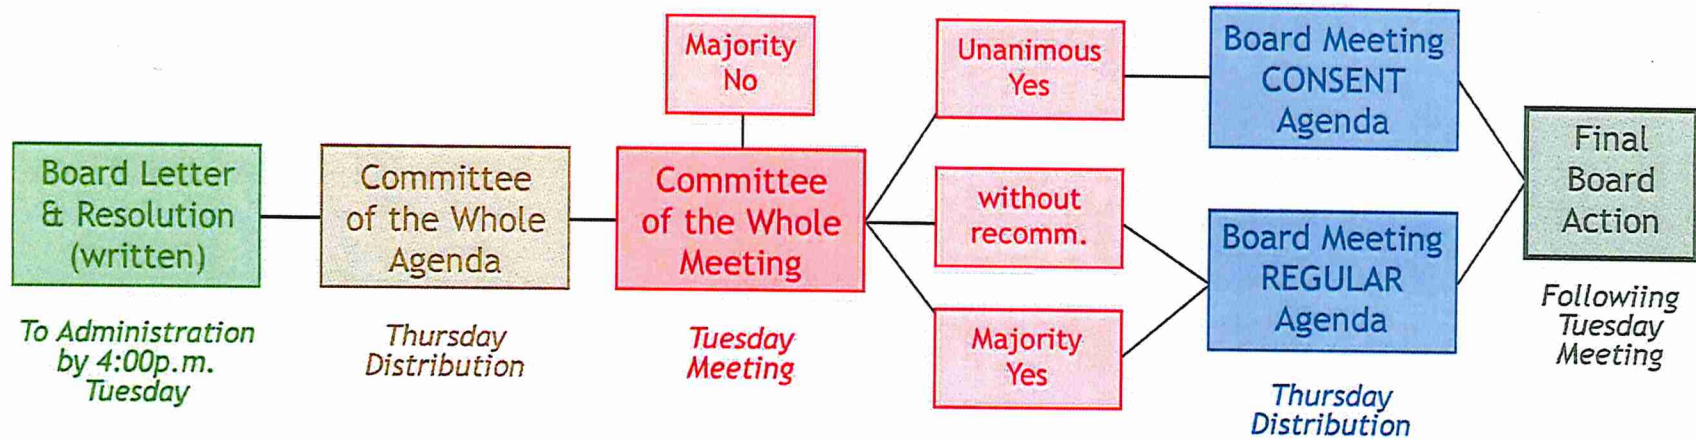 Board Letter
& Resolution
(written)
To Administration
by 4:00p.m.
Tuesday
Committee
of the Whole
Agenda
Thursday
Distribution
Majority
No
Committee
of the Whole
Meeting
Tuesday
Meeting
Unanimous
Yes
without
recomm.
Majority
Yes
Board Meeting
CONSENT
Agenda
Board Meeting
REGULAR
Agenda
Thursday
Distribution
Final
Board
Action
Followiing
Tuesday
Meeting